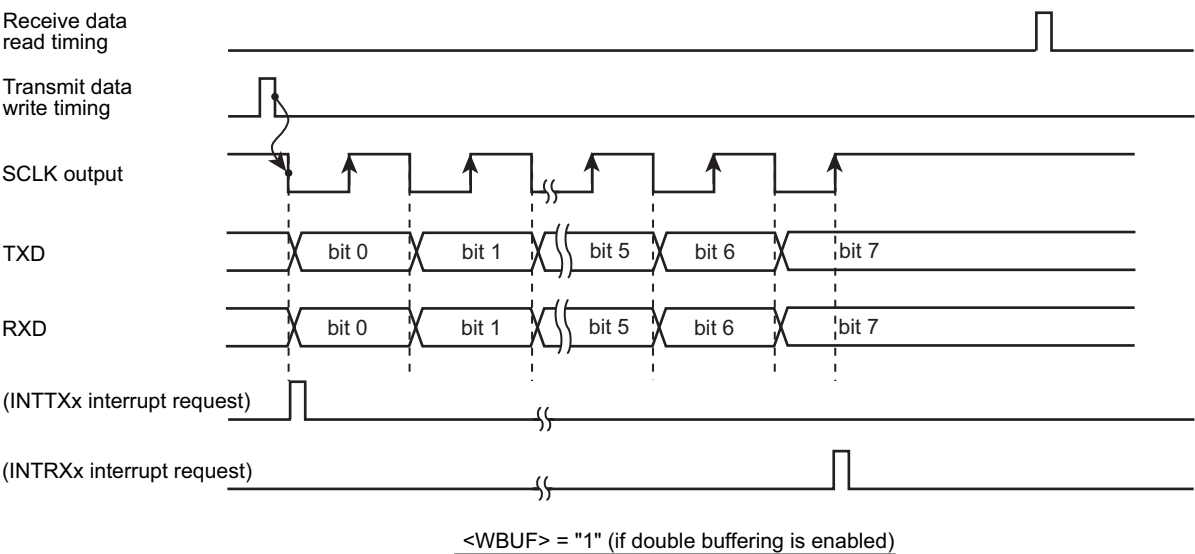 Receive data
read timing
Transmit data
write timing
SCLK output
TXD
bit 0 bit 1 bit 5 bit 6 bit 7
RXD
bit 0 bit 1 bit 5 bit 6 bit 7
(INTTXx interrupt request)
(INTRXx interrupt request)
<WBUF> = "1" (if double buffering is enabled)